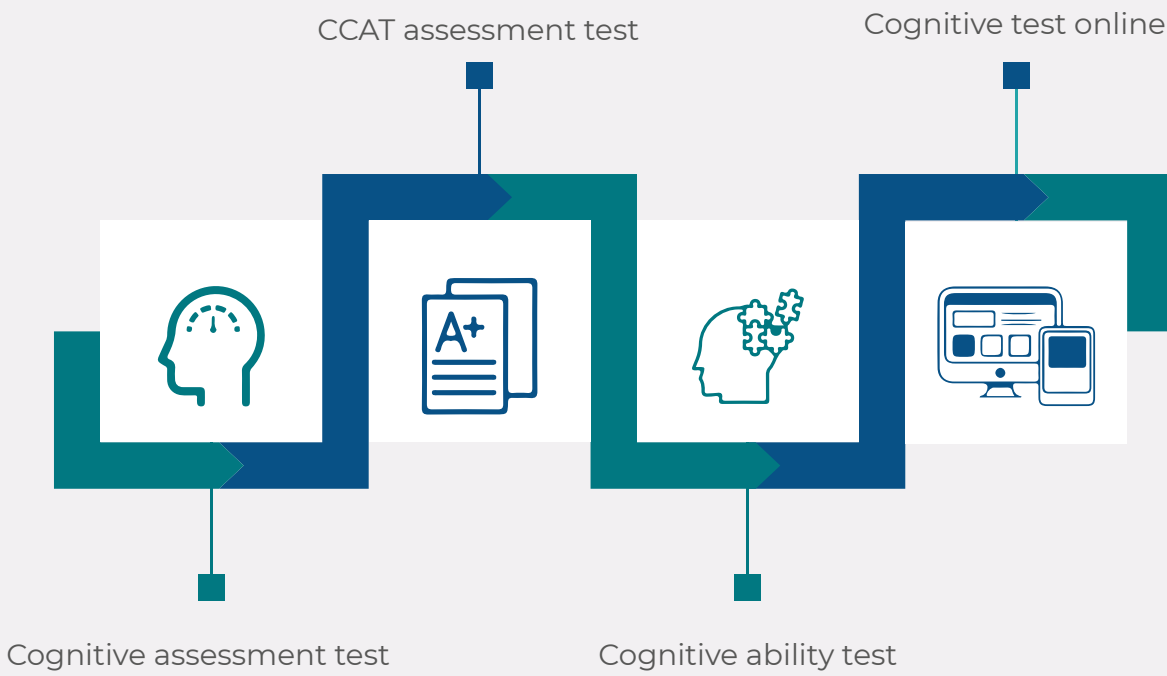 CCAT assessment test
Cognitive test online
A+
Cognitive assessment test
Cognitive ability test